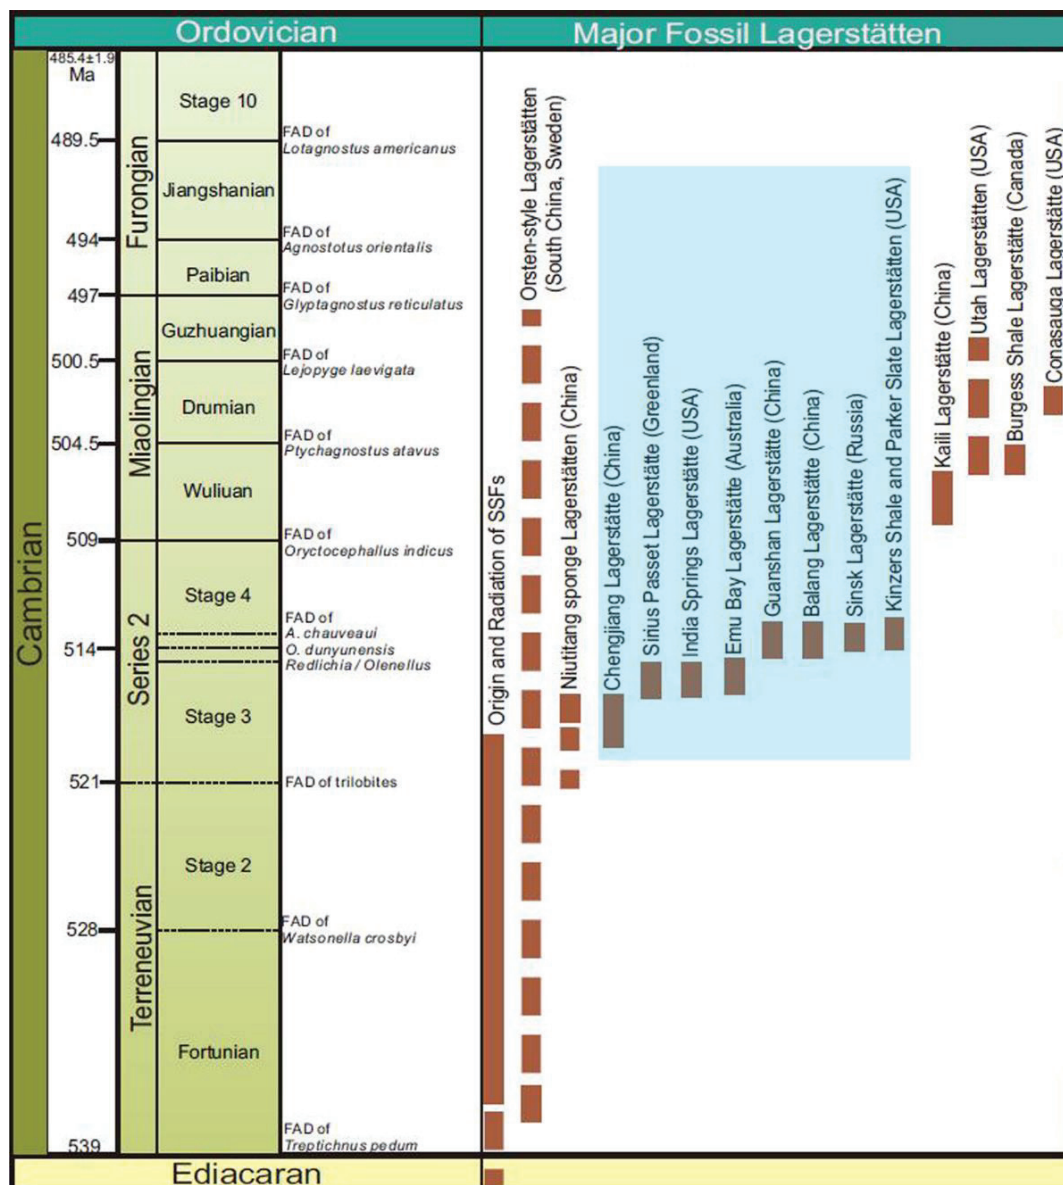 Ordovician
Major Fossil Lagerstätten
485.4±1.9
Ma
489.5
494
497
500.5
504.5
509
514
521
528
539
Cambrian
Furongian
Miaolingian
Series 2
Terreneuvian
Stage 10
Jiangshanian
Paibian
Guzhuangian
Drumian
Wuliuan
Stage 4
Stage 3
Stage 2
Fortunian
FAD of
Lotagnostus americanus
FAD of
Agnostotus orientalis
FAD of
Glyptagnostus reticulatus
FAD of
Lejopyge laevigata
FAD of
Ptychagnostus atavus
FAD of
Oryctocephallus indicus
FAD of
A. chauveaui
O. dunyunensis
Redlichia / Olenellus
FAD of trilobites
FAD of
Watsonella crosbyi
FAD of
Treptichnus pedum
Origin and Radiation of SSFs
Orsten-style Lagerstätten
(South China, Sweden)
Niutitang sponge Lagerstätten (China)
Chengjiang Lagerstätte (China)
Sirius Passet Lagerstätte (Greenland)
India Springs Lagerstätte (USA)
Emu Bay Lagerstätte (Australia)
Guanshan Lagerstätte (China)
Balang Lagerstätte (China)
Sinsk Lagerstätte (Russia)
Kinzers Shale and Parker Slate Lagerstätten (USA)
Kaili Lagerstätte (China)
Utah Lagerstätten (USA)
Burgess Shale Lagerstätte (Canada)
Conasauga Lagerstätte (USA)
Ediacaran